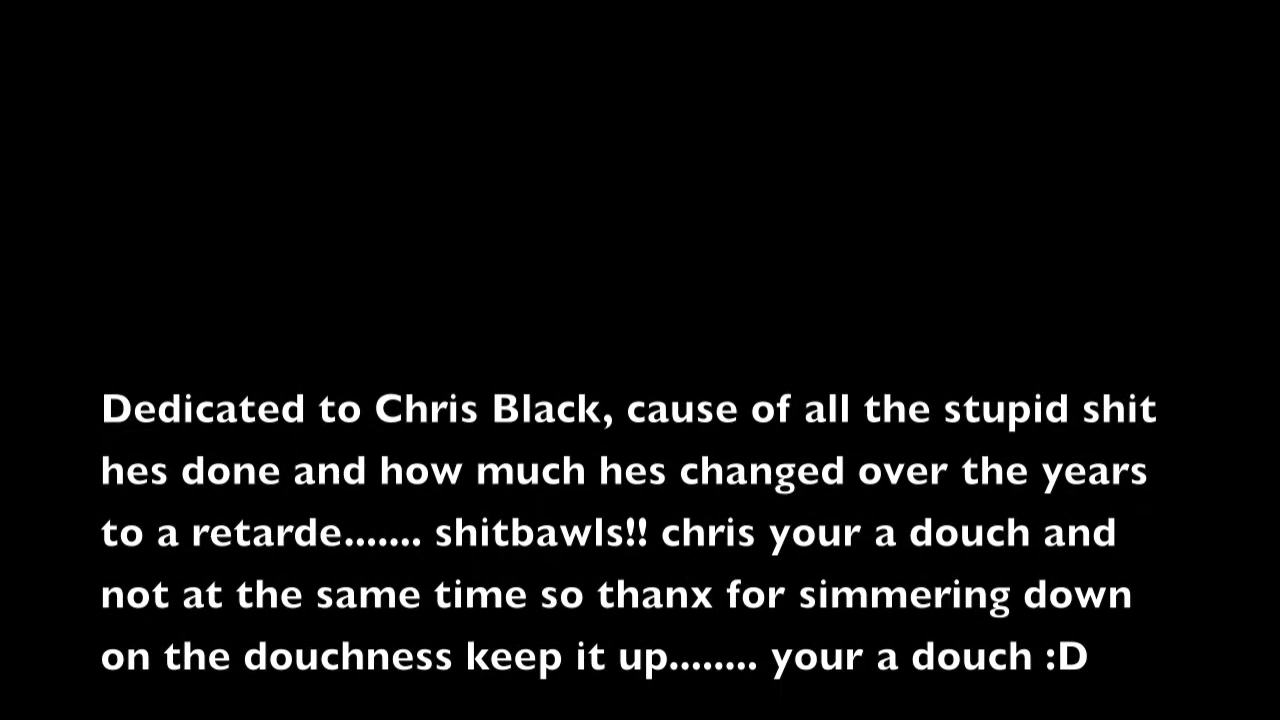 Dedicated to Chris Black, cause of all the stupid shit
hes done and how much hes changed over the years
to a retarde....... shitbawls!! chris your a douch and
not at the same time so thanx for simmering down
on the douchness keep it up........ your a douch :D